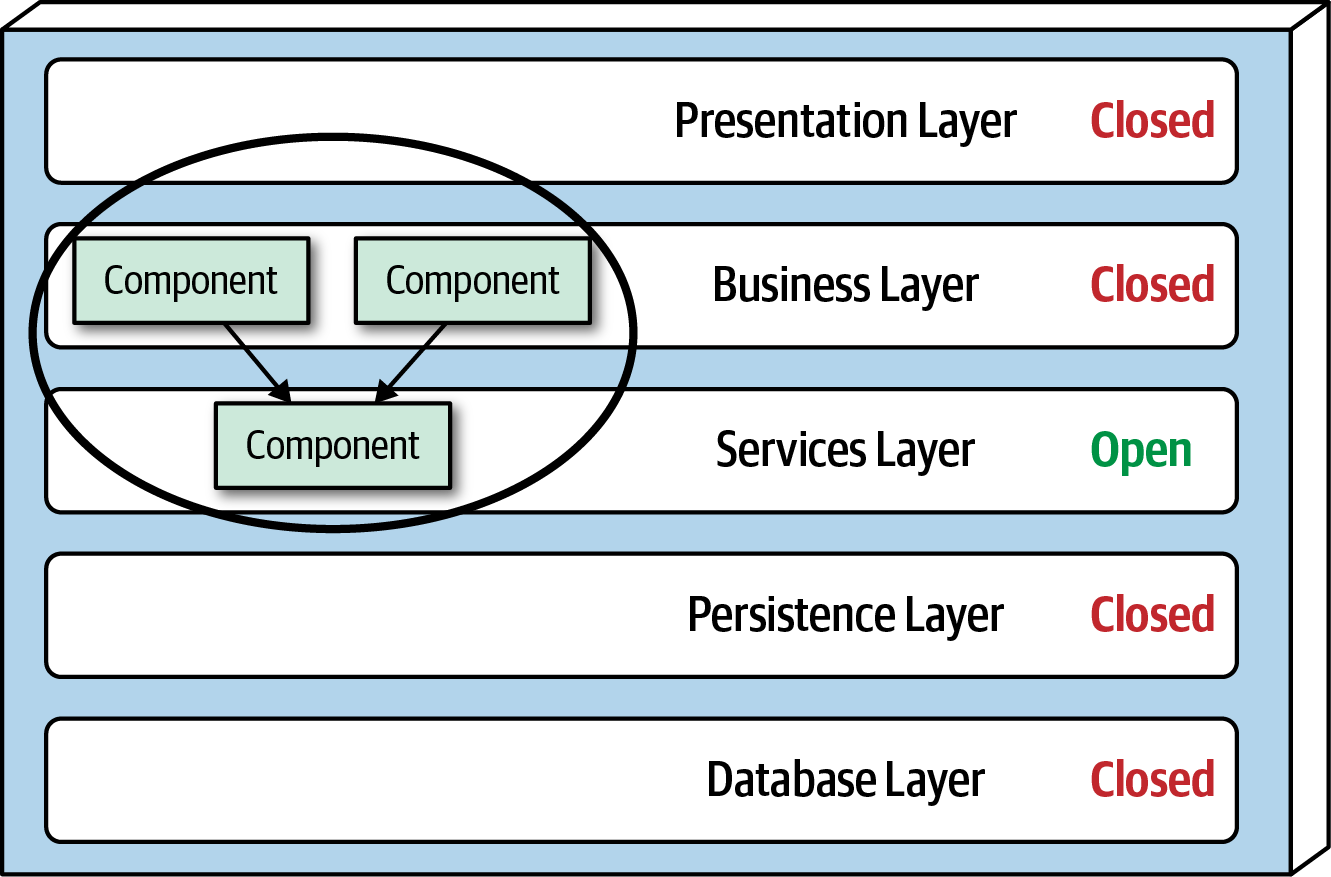 Presentation Layer Closed
Component Component Business Layer Closed
Component Services Layer Open
Persistence Layer Closed
Database Layer Closed